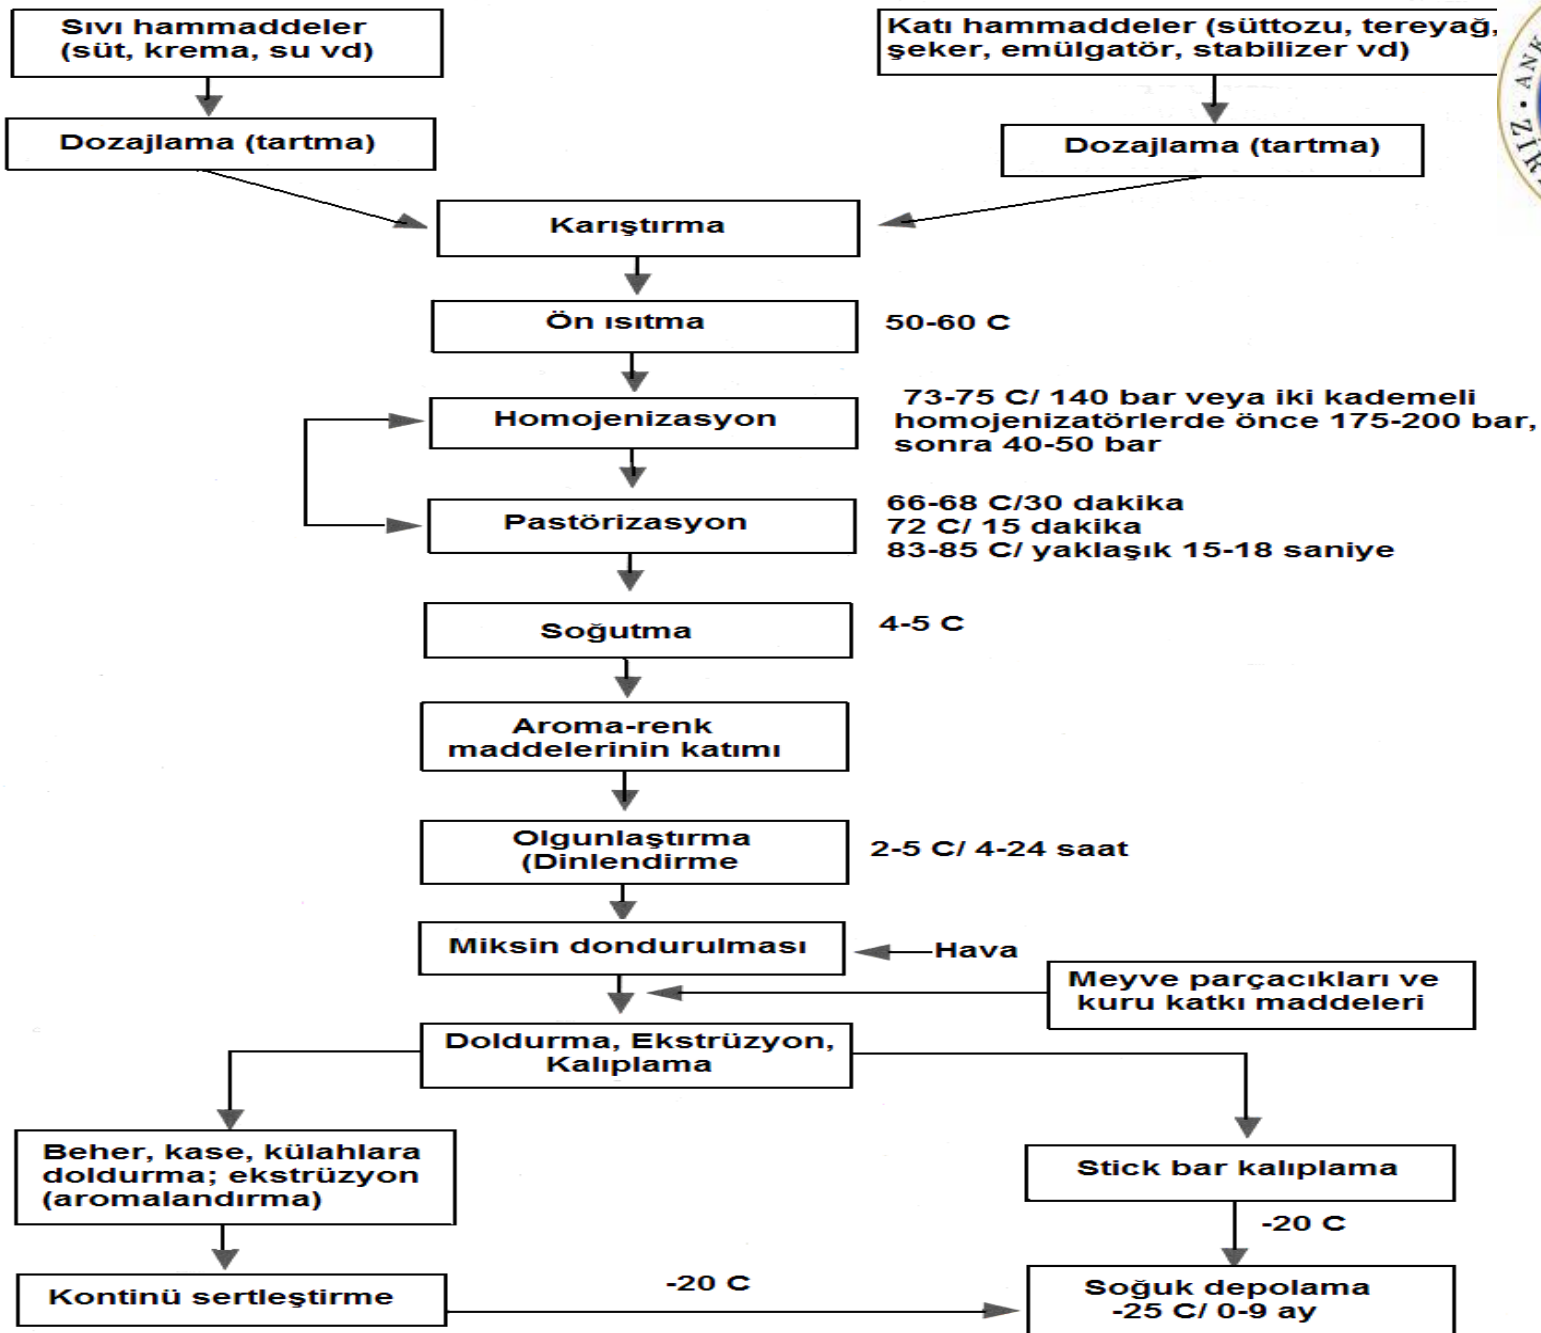 Sıvı hammaddeler
(süt, krema, su vd)
Katı hammaddeler (süttozu, tereyağ,
şeker, emülgatör, stabilizer vd)
Dozajlama (tartma)
Dozajlama (tartma)
Karıştırma
Ön ısıtma
50-60 C
Homojenizasyon
73-75 C/ 140 bar veya iki kademeli
homojenizatörlerde önce 175-200 bar,
sonra 40-50 bar
Pastörizasyon
66-68 C/30 dakika
72 C/ 15 dakika
83-85 C/ yaklaşık 15-18 saniye
Soğutma
4-5 C
Aroma-renk
maddelerinin katımı
Olgunlaştırma
(Dinlendirme
2-5 C/ 4-24 saat
Miksin dondurulması
Hava
Meyve parçacıkları ve
kuru katkı maddeleri
Doldurma, Ekstrüzyon,
Kalıplama
Beher, kase, külahlara
doldurma; ekstrüzyon
(aromalandırma)
Stick bar kalıplama
-20 C
Kontinü sertleştirme
-20 C
Soğuk depolama
-25 C/ 0-9 ay